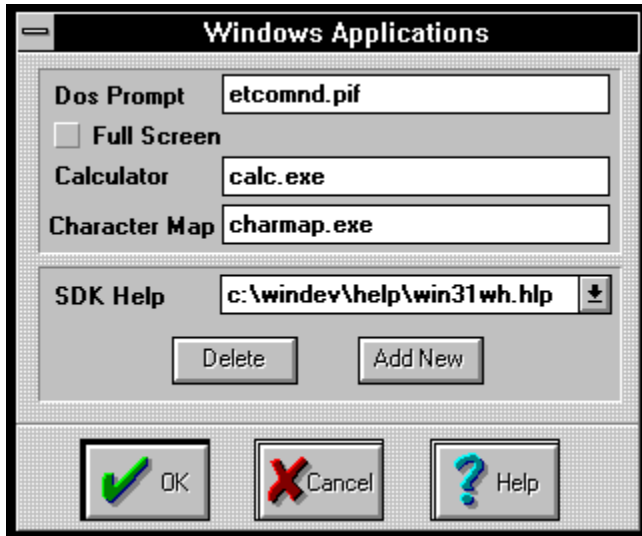 Windows Applications
Dos Prompt etcomnd.pif
Full Screen
Calculator calc.exe
Character Map charmap.exe
SDK Help c:\windev\help\win31wh.hlp
Delete Add New
OK Cancel Help